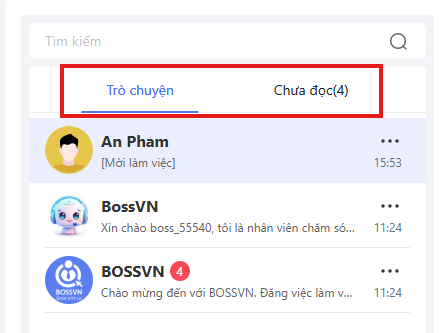 Tìm kiếm
Trò chuyện Chưa đọc(4)
An Pham
[Mời làm việc] 15:53
BossVN
Xin chào boss_55540, tôi là nhân viên chăm só... 11:24
BOSSVN 4
Chào mừng đến với BOSSVN. Đăng việc làm v... 11:24
BOSSVN